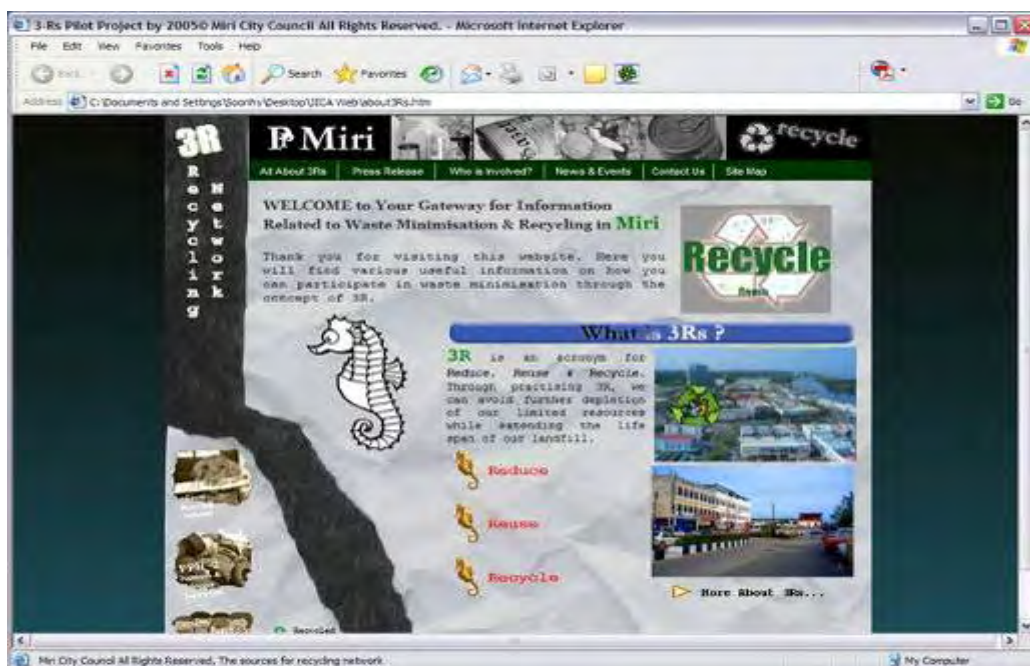 3-Rs Pilot Project by 2005© Miri City Council All Rights Reserved. - Microsoft Internet Explorer
File Edit View Favorites Tools Help
Back Search Favorites
Address C:\Documents and Settings\Soonhy\Desktop\JICA Web\about3Rs.htm Go
3R
Recycling
Network
Miri
recycle
All About 3Rs | Press Release | Who is Involved? | News & Events | Contact Us | Site Map
WELCOME to Your Gateway for Information
Related to Waste Minimisation & Recycling in Miri
Thank you for visiting this website. Here you
will find various useful information on how you
can participate in waste minimisation through the
concept of 3R.
Recycle
What is 3Rs ?
3R is an acronym for
Reduce, Reuse & Recycle.
Through practising 3R, we
can avoid further depletion
of our limited resources
while extending the life
span of our landfill.
Reduce
Reuse
Recycle
More About 3Rs...
Recycled
Miri City Council All Rights Reserved, The sources for recycling network
My Computer